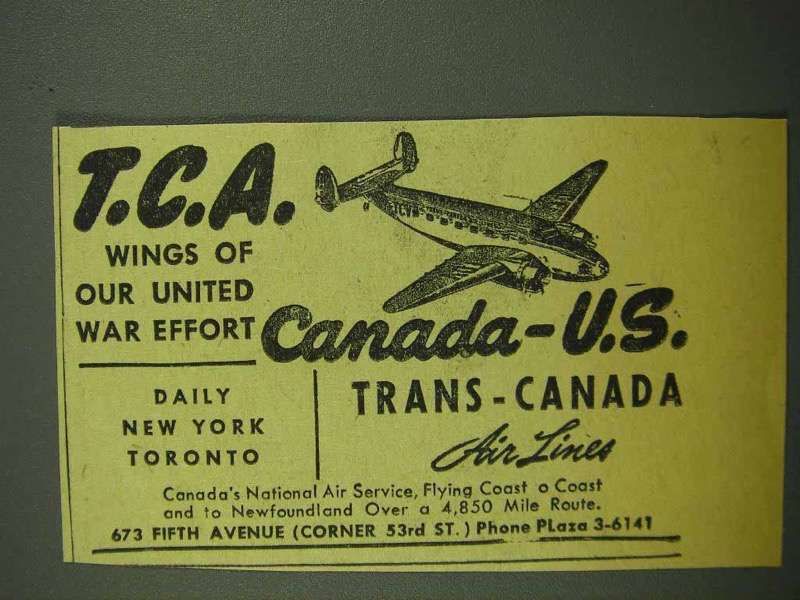 T.C.A.
WINGS OF
OUR UNITED
WAR EFFORT
Canada-U.S.
DAILY
NEW YORK
TORONTO
TRANS-CANADA
Air Lines
Canada's National Air Service, Flying Coast o Coast
and to Newfoundland Over a 4,850 Mile Route.
673 FIFTH AVENUE (CORNER 53rd ST.) Phone Plaza 3-6141